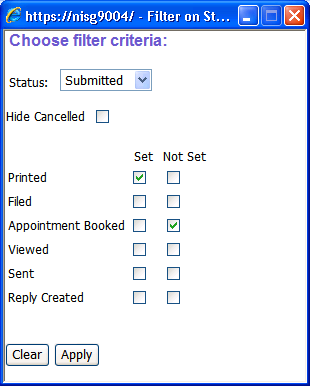 https://nisg9004/ - Filter on St...
Choose filter criteria:
Status: Submitted
Hide Cancelled
Set Not Set
Printed
Filed
Appointment Booked
Viewed
Sent
Reply Created
Clear Apply